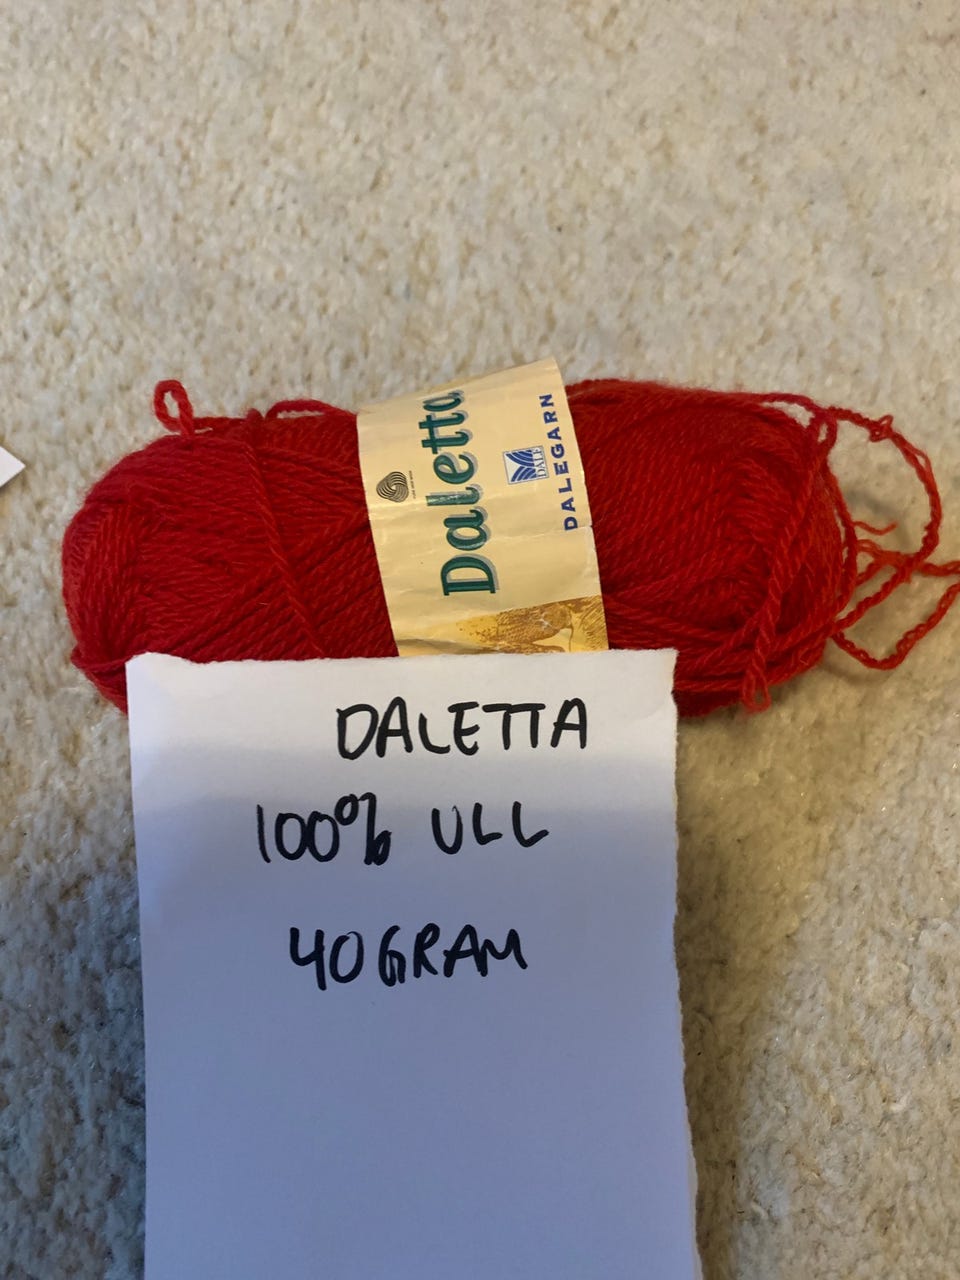 Daletta
DALE
DALEGARN
DALETTA
100% ULL
40 GRAM